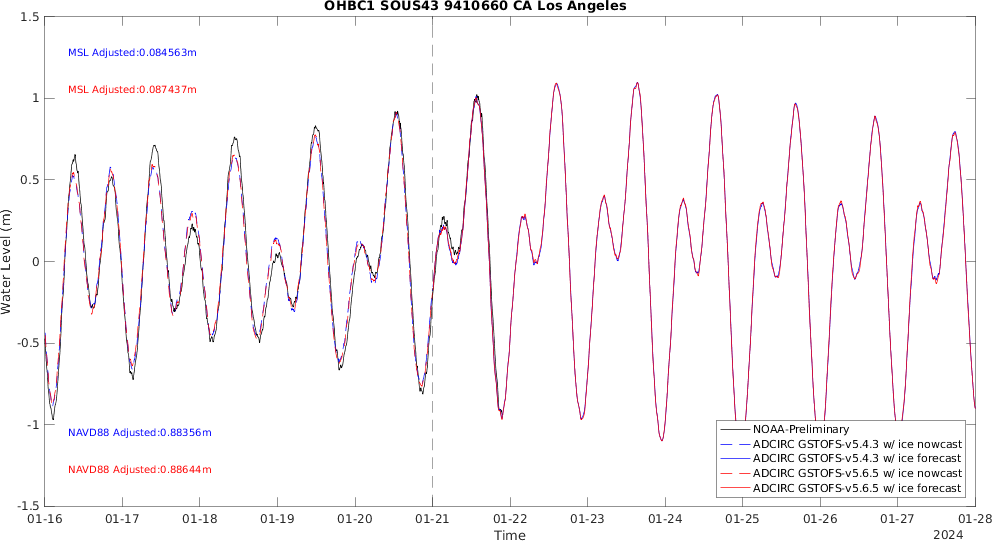 OHBC1 SOUS43 9410660 CA Los Angeles
1.5
MSL Adjusted:0.084563m
MSL Adjusted:0.087437m
1
0.5
0
-0.5
-1
-1.5
Water Level (m)
NAVD88 Adjusted:0.88356m
NAVD88 Adjusted:0.88644m
NOAA-Preliminary
ADCIRC GSTOFS-v5.4.3 w/ ice nowcast
ADCIRC GSTOFS-v5.4.3 w/ ice forecast
ADCIRC GSTOFS-v5.6.5 w/ ice nowcast
ADCIRC GSTOFS-v5.6.5 w/ ice forecast
01-16 01-17 01-18 01-19 01-20 01-21 01-22 01-23 01-24 01-25 01-26 01-27 01-28
Time
2024